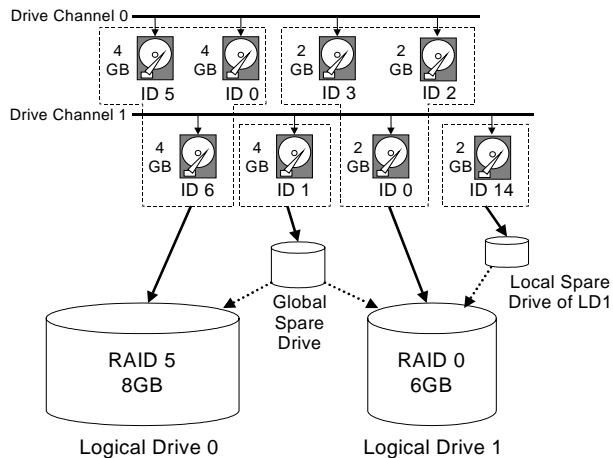 Drive Channel 0
4 GB
4 GB
2 GB
2 GB
ID 5
ID 0
ID 3
ID 2
Drive Channel 1
4 GB
4 GB
2 GB
2 GB
ID 6
ID 1
ID 0
ID 14
Global
Spare
Drive
Local Spare
Drive of LD1
RAID 5
8GB
RAID 0
6GB
Logical Drive 0
Logical Drive 1